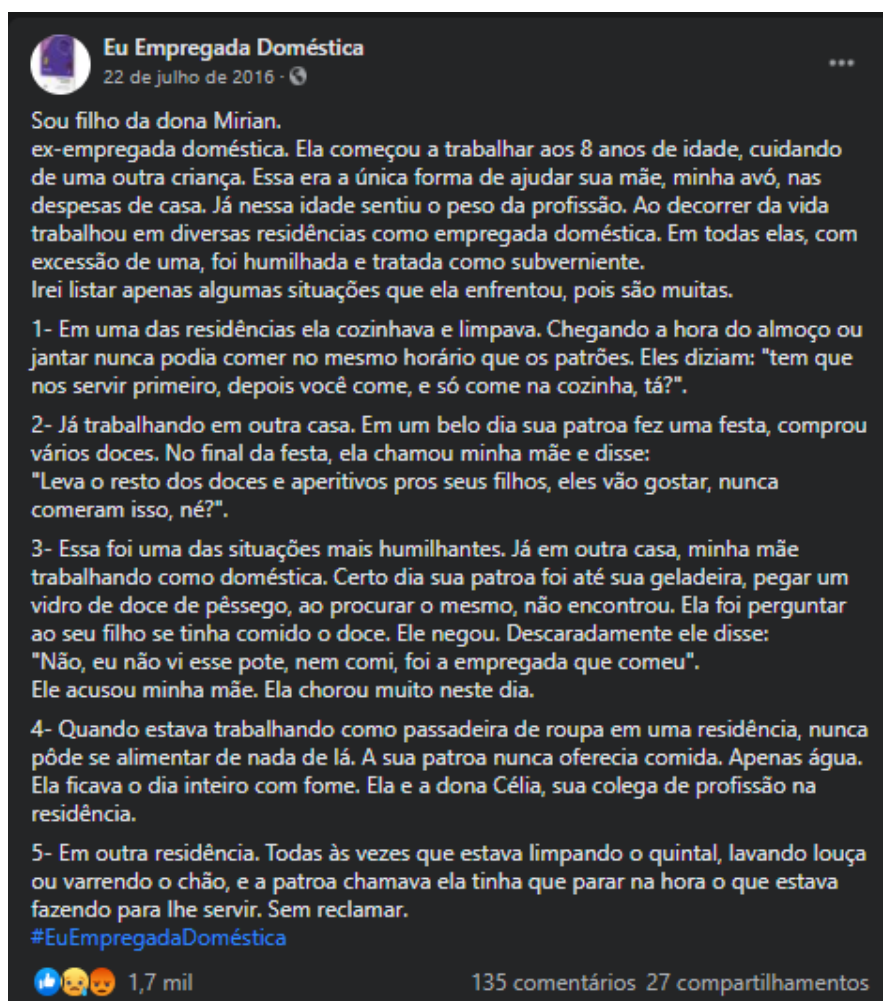 Eu Empregada Doméstica
22 de julho de 2016 ·
Sou filho da dona Mirian.
ex-empregada doméstica. Ela começou a trabalhar aos 8 anos de idade, cuidando
de uma outra criança. Essa era a única forma de ajudar sua mãe, minha avó, nas
despesas de casa. Já nessa idade sentiu o peso da profissão. Ao decorrer da vida
trabalhou em diversas residências como empregada doméstica. Em todas elas, com
excessão de uma, foi humilhada e tratada como subverniente.
Irei listar apenas algumas situações que ela enfrentou, pois são muitas.
1- Em uma das residências ela cozinhava e limpava. Chegando a hora do almoço ou
jantar nunca podia comer no mesmo horário que os patrões. Eles diziam: "tem que
nos servir primeiro, depois você come, e só come na cozinha, tá?".
2- Já trabalhando em outra casa. Em um belo dia sua patroa fez uma festa, comprou
vários doces. No final da festa, ela chamou minha mãe e disse:
"Leva o resto dos doces e aperitivos pros seus filhos, eles vão gostar, nunca
comeram isso, né?".
3- Essa foi uma das situações mais humilhantes. Já em outra casa, minha mãe
trabalhando como doméstica. Certo dia sua patroa foi até sua geladeira, pegar um
vidro de doce de pêssego, ao procurar o mesmo, não encontrou. Ela foi perguntar
ao seu filho se tinha comido o doce. Ele negou. Descaradamente ele disse:
"Não, eu não vi esse pote, nem comi, foi a empregada que comeu".
Ele acusou minha mãe. Ela chorou muito neste dia.
4- Quando estava trabalhando como passadeira de roupa em uma residência, nunca
pôde se alimentar de nada de lá. A sua patroa nunca oferecia comida. Apenas água.
Ela ficava o dia inteiro com fome. Ela e a dona Célia, sua colega de profissão na
residência.
5- Em outra residência. Todas às vezes que estava limpando o quintal, lavando louça
ou varrendo o chão, e a patroa chamava ela tinha que parar na hora o que estava
fazendo para lhe servir. Sem reclamar.
#EuEmpregadaDoméstica
1,7 mil 135 comentários 27 compartilhamentos